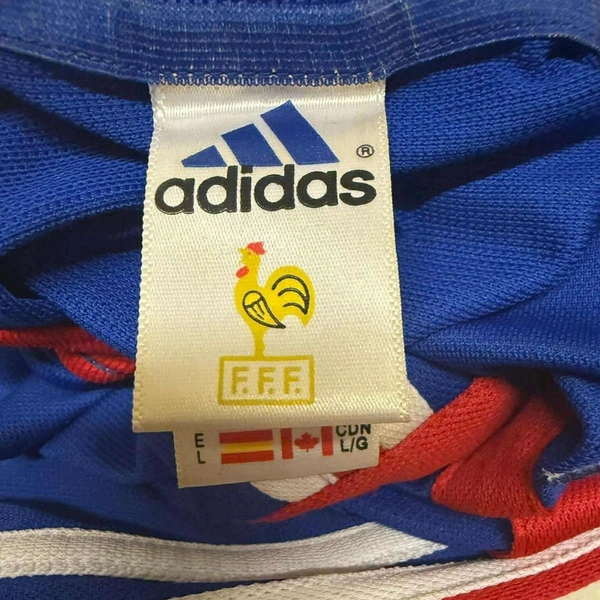 adidas ®
F.F.F.
E CDN
L L/G